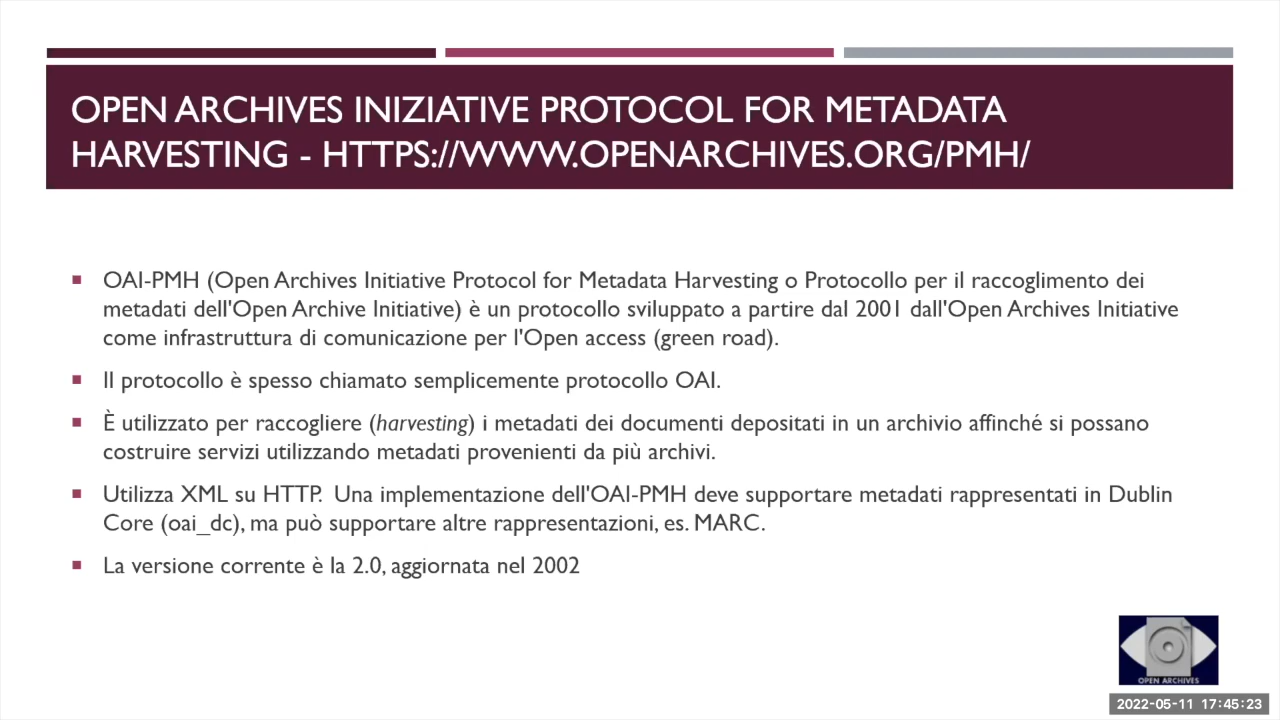 OPEN ARCHIVES INIZIATIVE PROTOCOL FOR METADATA
HARVESTING - HTTPS://WWW.OPENARCHIVES.ORG/PMH/
OAI-PMH (Open Archives Initiative Protocol for Metadata Harvesting o Protocollo per il raccoglimento dei
metadati dell'Open Archive Initiative) è un protocollo sviluppato a partire dal 2001 dall'Open Archives Initiative
come infrastruttura di comunicazione per l'Open access (green road).
Il protocollo è spesso chiamato semplicemente protocollo OAI.
È utilizzato per raccogliere (harvesting) i metadati dei documenti depositati in un archivio affinché si possano
costruire servizi utilizzando metadati provenienti da più archivi.
Utilizza XML su HTTP. Una implementazione dell'OAI-PMH deve supportare metadati rappresentati in Dublin
Core (oai_dc), ma può supportare altre rappresentazioni, es. MARC.
La versione corrente è la 2.0, aggiornata nel 2002
OPEN ARCHIVES
2022-05-11 17:45:23